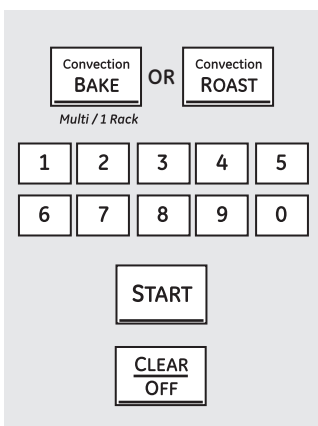 Convection
BAKE
OR
Convection
ROAST
Multi / 1 Rack
1 2 3 4 5
6 7 8 9 0
START
CLEAR
OFF